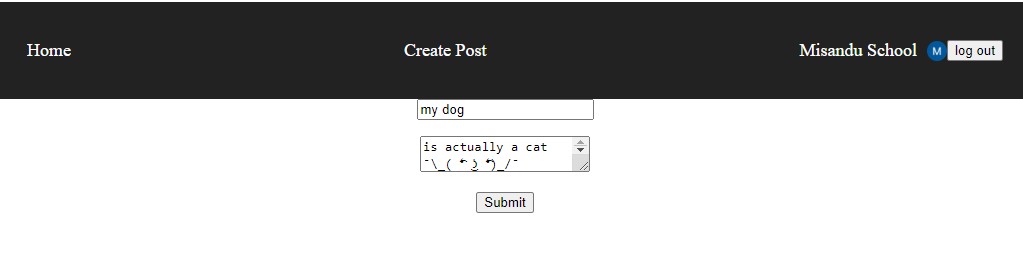 Home
Create Post
Misandu School
M
log out
my dog
is actually a cat
¯\_( ͡° ͜ʖ ͡°)_/¯
Submit